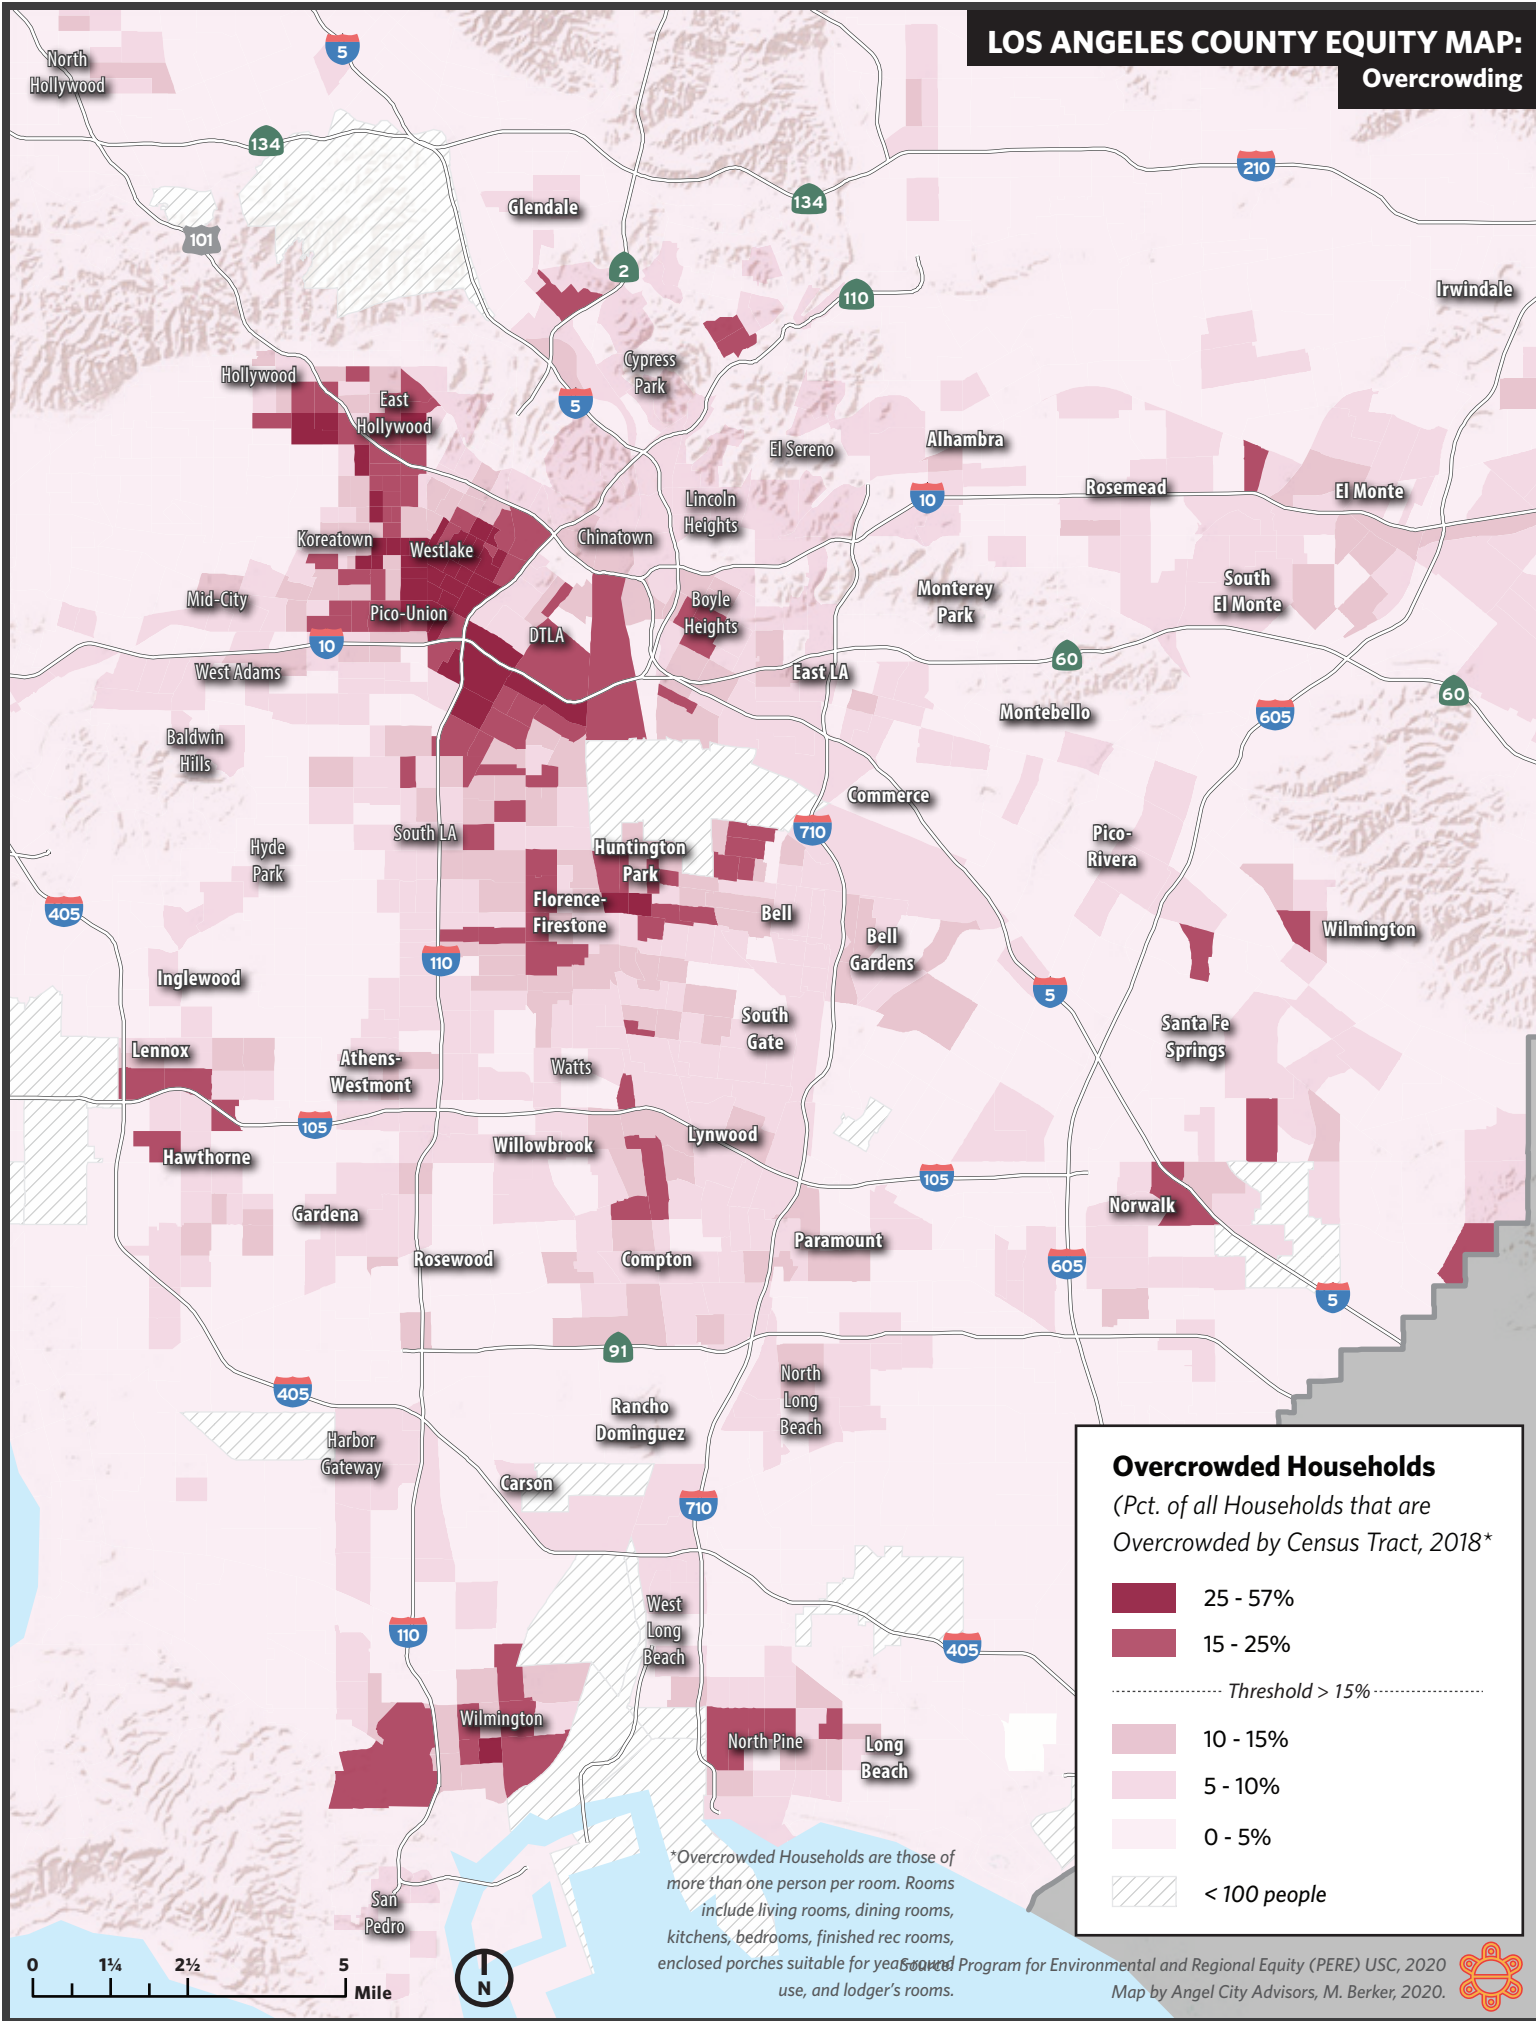 LOS ANGELES COUNTY EQUITY MAP:
Overcrowding
North
Hollywood
5
134
210
134
Glendale
101
2
110
Irwindale
Hollywood
Cypress
Park
East
Hollywood
5
El Sereno
Alhambra
Rosemead
El Monte
10
Lincoln
Heights
Koreatown
Westlake
Chinatown
Mid-City
Pico-Union
Boyle
Heights
Monterey
Park
South
El Monte
DTLA
10
West Adams
East LA
60
60
Montebello
605
Baldwin
Hills
Commerce
South LA
710
Hyde
Park
Huntington
Park
Pico-
Rivera
405
Florence-
Firestone
Bell
Bell
Gardens
Wilmington
110
Inglewood
5
South
Gate
Santa Fe
Springs
Lennox
Athens-
Westmont
Watts
105
Willowbrook
Lynwood
Hawthorne
105
Gardena
Norwalk
Paramount
Rosewood
Compton
605
5
91
405
North
Long
Beach
Rancho
Dominguez
Harbor
Gateway
Carson
710
West
Long
Beach
110
405
Wilmington
North Pine
Long
Beach
San
Pedro
Overcrowded Households
(Pct. of all Households that are
Overcrowded by Census Tract, 2018*
25 - 57%
15 - 25%
Threshold > 15%
10 - 15%
5 - 10%
0 - 5%
< 100 people
*Overcrowded Households are those of
more than one person per room. Rooms
include living rooms, dining rooms,
kitchens, bedrooms, finished rec rooms,
enclosed porches suitable for year-round
use, and lodger's rooms.
Source: Program for Environmental and Regional Equity (PERE) USC, 2020
Map by Angel City Advisors, M. Berker, 2020.
0 1¼ 2½ 5
Mile
N